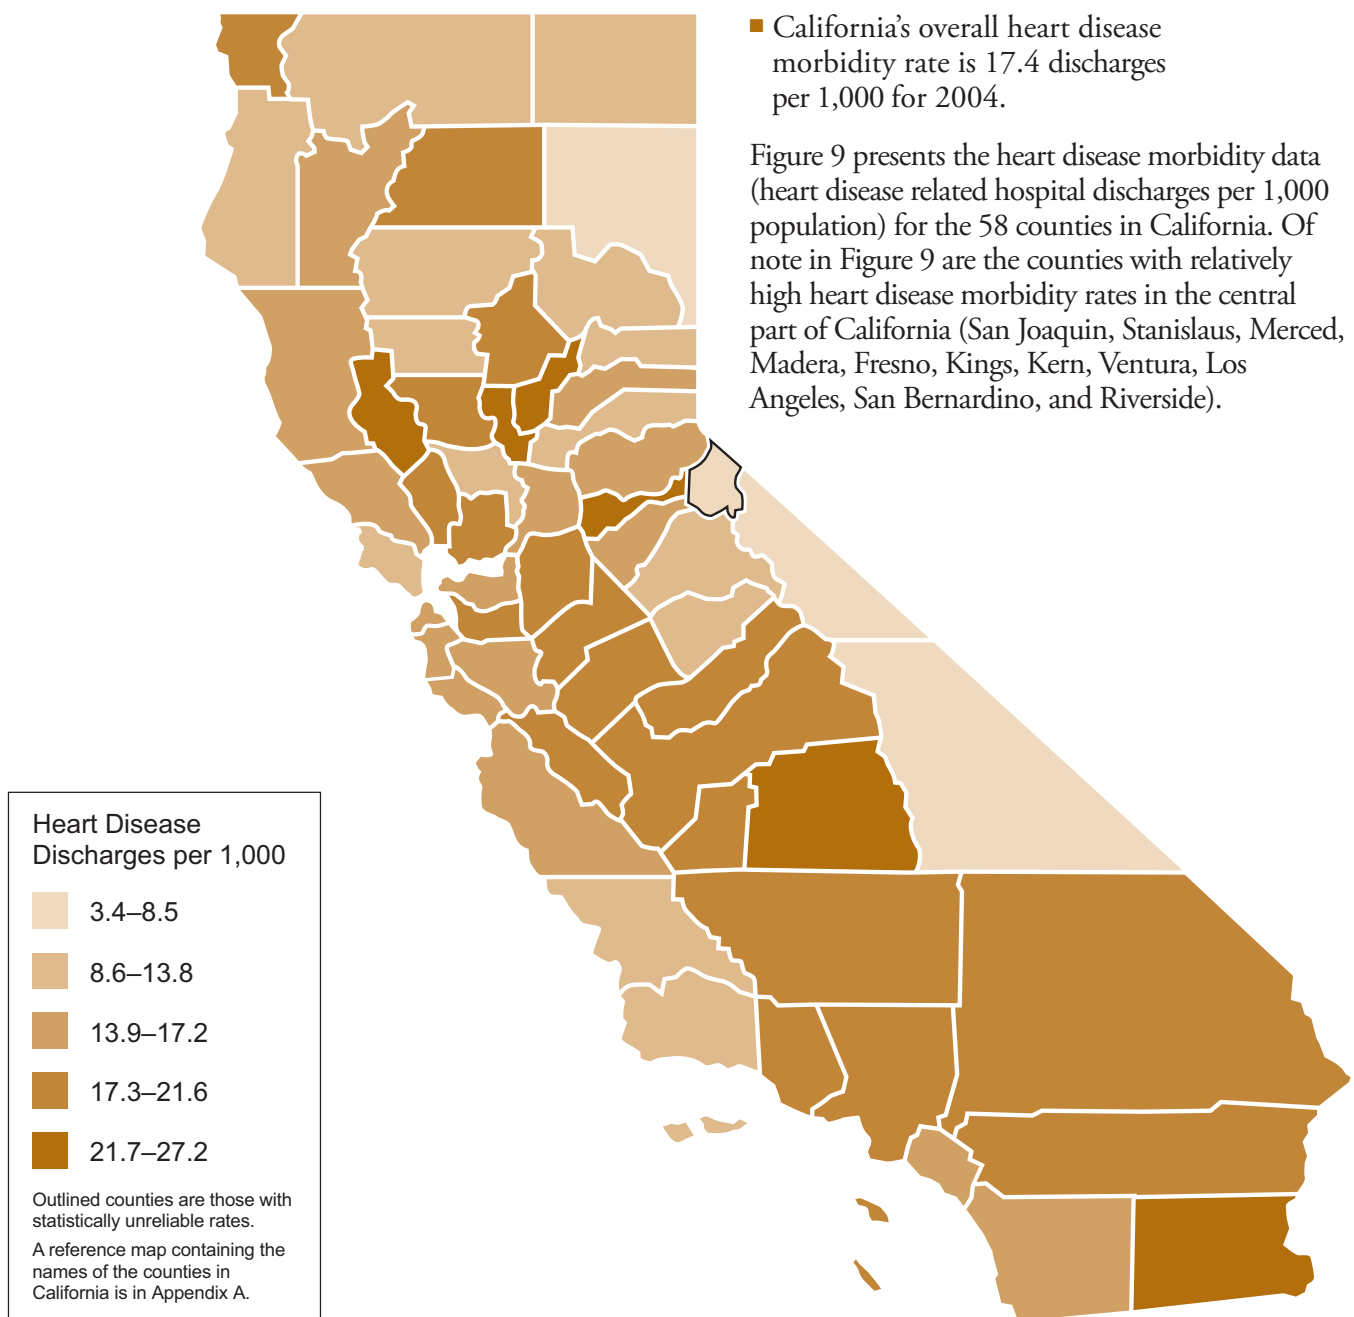 ■ California’s overall heart disease
morbidity rate is 17.4 discharges
per 1,000 for 2004.
Figure 9 presents the heart disease morbidity data
(heart disease related hospital discharges per 1,000
population) for the 58 counties in California. Of
note in Figure 9 are the counties with relatively
high heart disease morbidity rates in the central
part of California (San Joaquin, Stanislaus, Merced,
Madera, Fresno, Kings, Kern, Ventura, Los
Angeles, San Bernardino, and Riverside).
Heart Disease
Discharges per 1,000
3.4–8.5
8.6–13.8
13.9–17.2
17.3–21.6
21.7–27.2
Outlined counties are those with
statistically unreliable rates.
A reference map containing the
names of the counties in
California is in Appendix A.